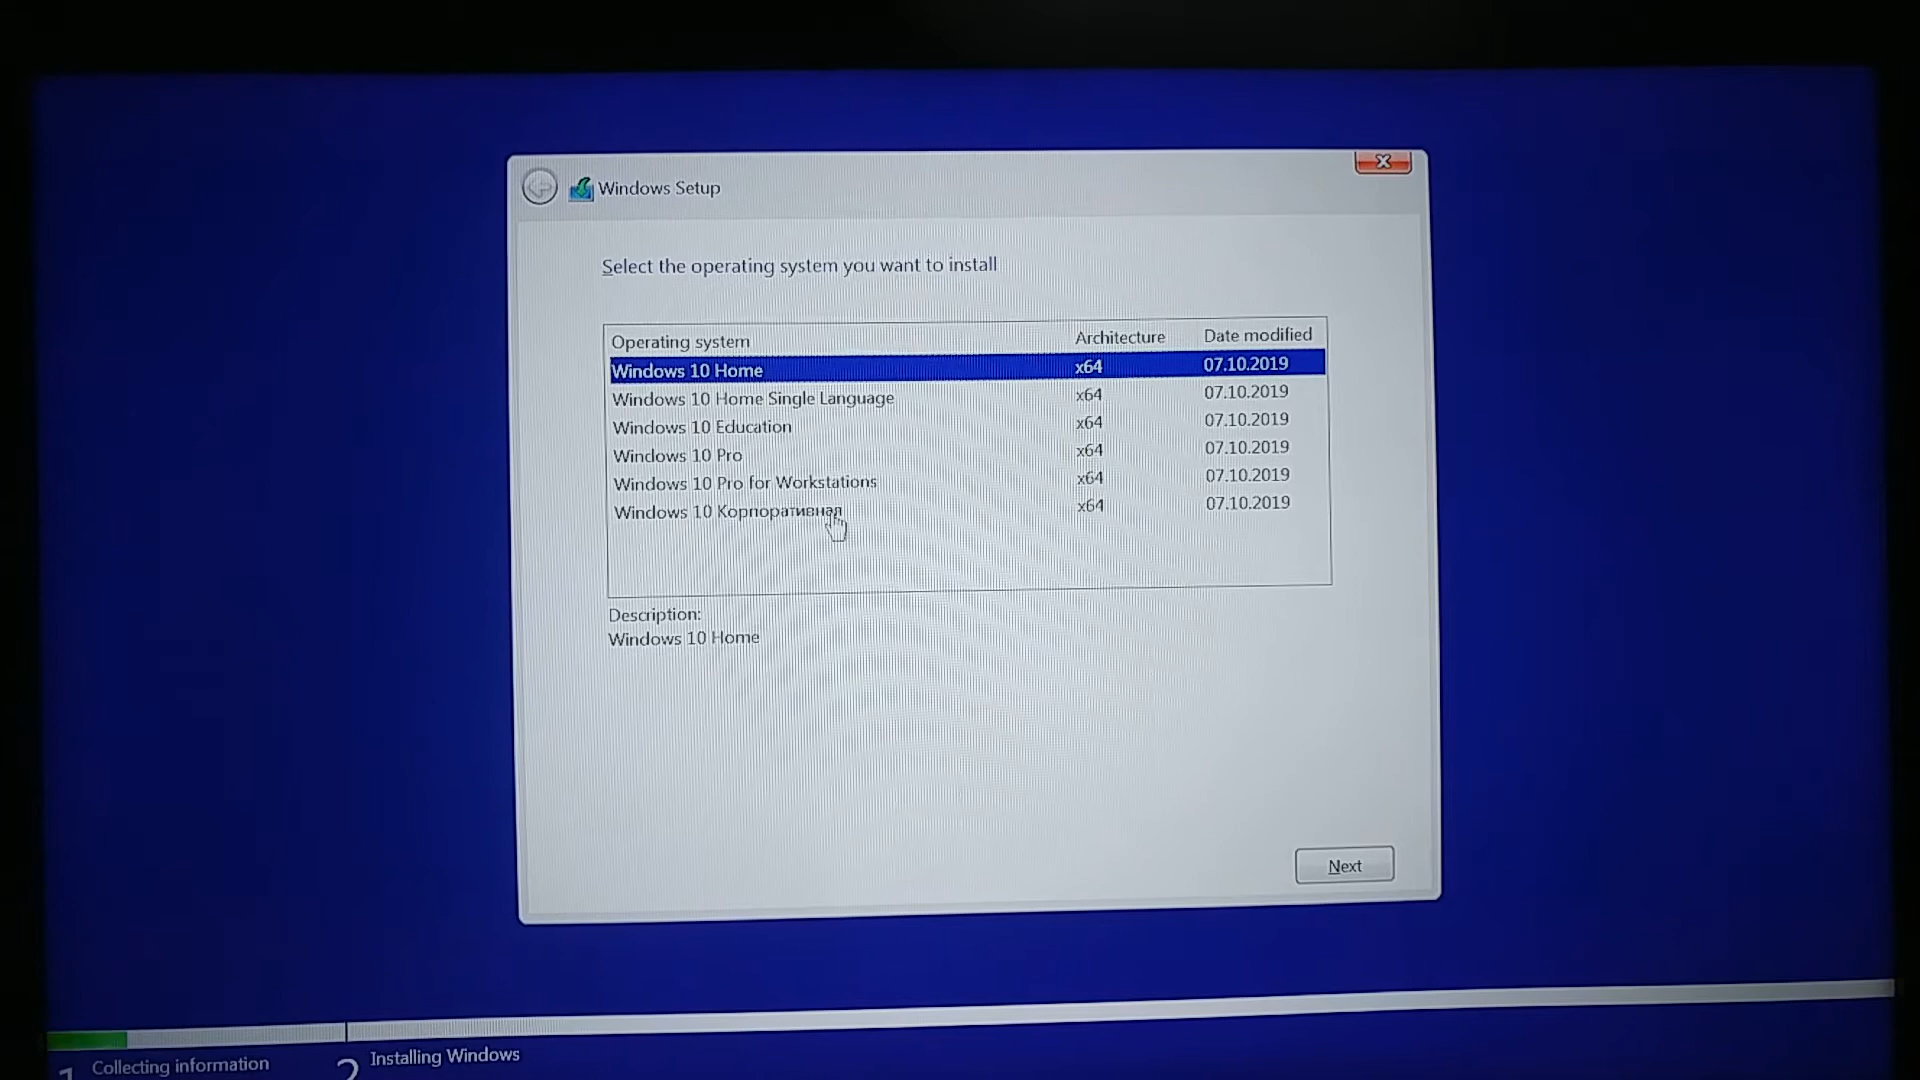 Windows Setup
Select the operating system you want to install
Operating system Architecture Date modified
Windows 10 Home x64 07.10.2019
Windows 10 Home Single Language x64 07.10.2019
Windows 10 Education x64 07.10.2019
Windows 10 Pro x64 07.10.2019
Windows 10 Pro for Workstations x64 07.10.2019
Windows 10 Корпоративная x64 07.10.2019
Description:
Windows 10 Home
Next
1 Collecting information 2 Installing Windows